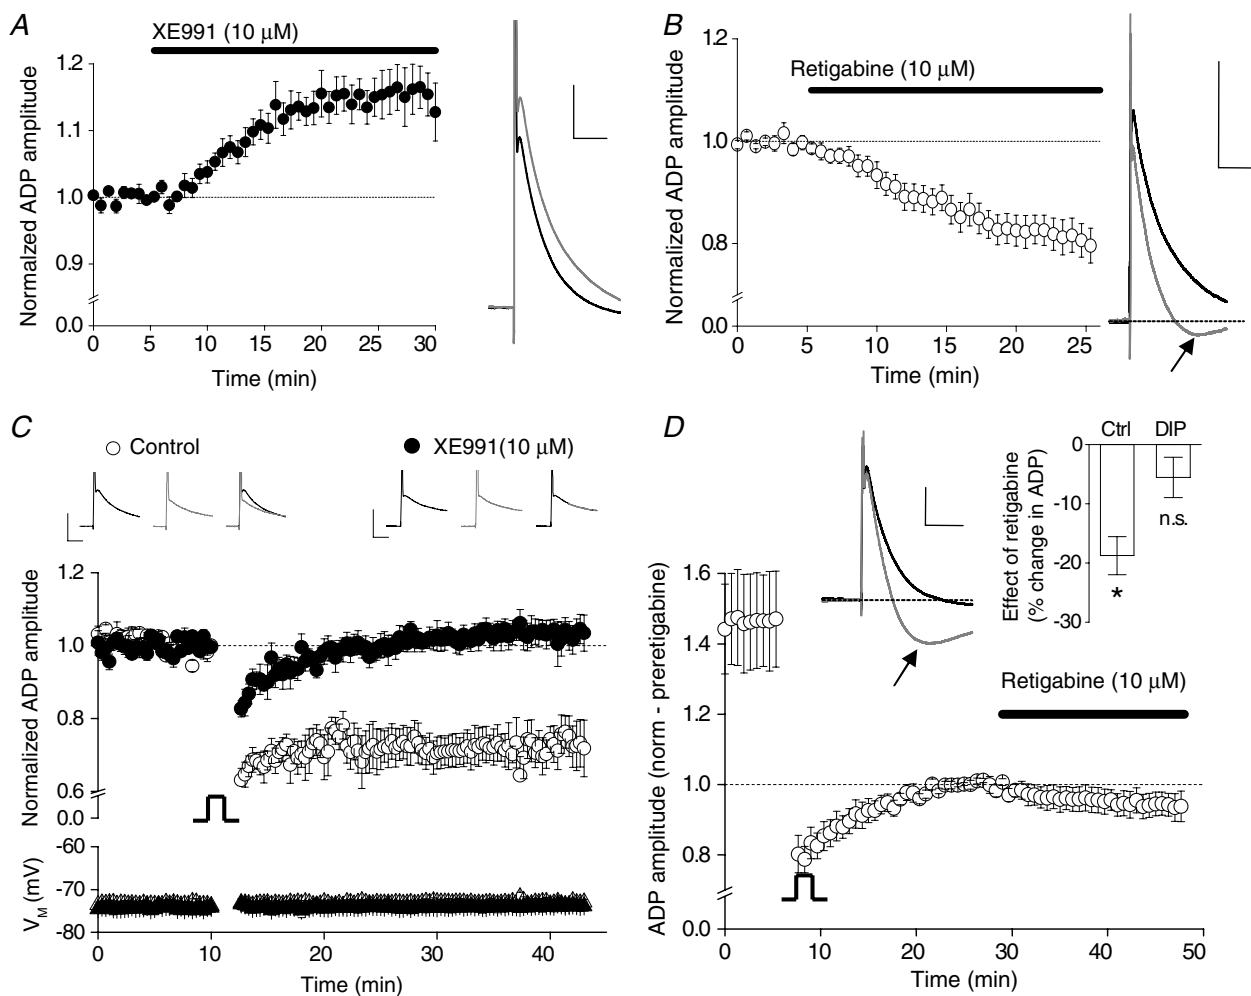 A
XE991 (10 μM)
Normalized ADP amplitude
1.2
1.1
1.0
0.9
0.0
0 5 10 15 20 25 30
Time (min)
B
Retigabine (10 μM)
Normalized ADP amplitude
1.2
1.0
0.8
0.0
0 5 10 15 20 25
Time (min)
C
Control
XE991(10 μM)
Normalized ADP amplitude
1.2
1.0
0.8
0.6
0.0
VM (mV)
-60
-70
-80
0 10 20 30 40
Time (min)
D
Ctrl DIP
Effect of retigabine
(% change in ADP)
0
-10
-20
-30
*
n.s.
Retigabine (10 μM)
ADP amplitude (norm - preretigabine)
1.6
1.4
1.2
1.0
0.8
0.0
0 10 20 30 40 50
Time (min)